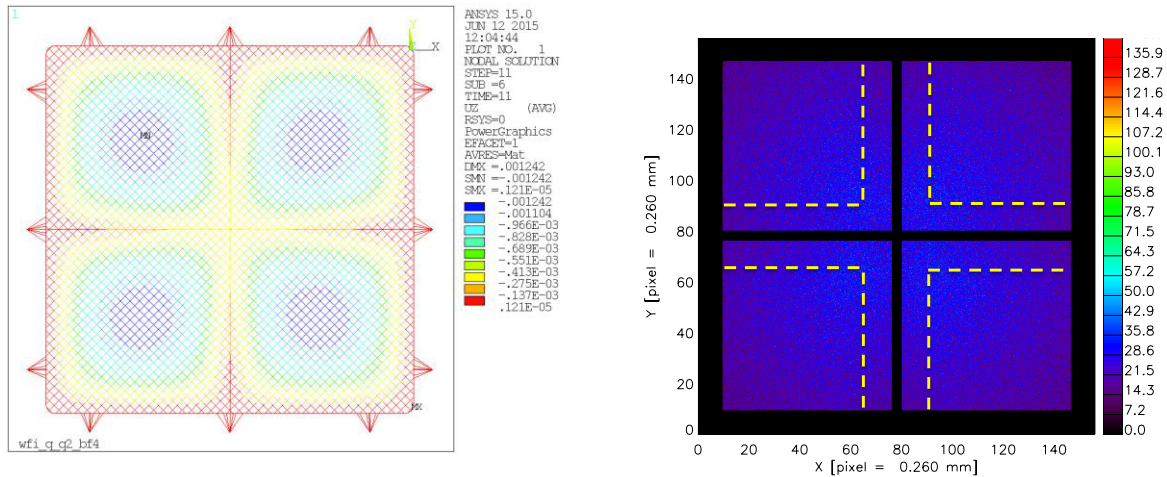 1
Y
X
MN
MX
wfi_q_q2_bf4
ANSYS 15.0
JUN 12 2015
12:04:44
PLOT NO. 1
NODAL SOLUTION
STEP=11
SUB =6
TIME=11
UZ (AVG)
RSYS=0
PowerGraphics
EFACET=1
AVRES=Mat
DMX =.001242
SMN =-.001242
SMX =.121E-05
-.001242
-.001104
-.966E-03
-.828E-03
-.689E-03
-.551E-03
-.413E-03
-.275E-03
-.137E-03
.121E-05
Y [pixel = 0.260 mm]
140
120
100
80
60
40
20
0
0 20 40 60 80 100 120 140
X [pixel = 0.260 mm]
135.9
128.7
121.6
114.4
107.2
100.1
93.0
85.8
78.7
71.5
64.3
57.2
50.0
42.9
35.8
28.6
21.5
14.3
7.2
0.0